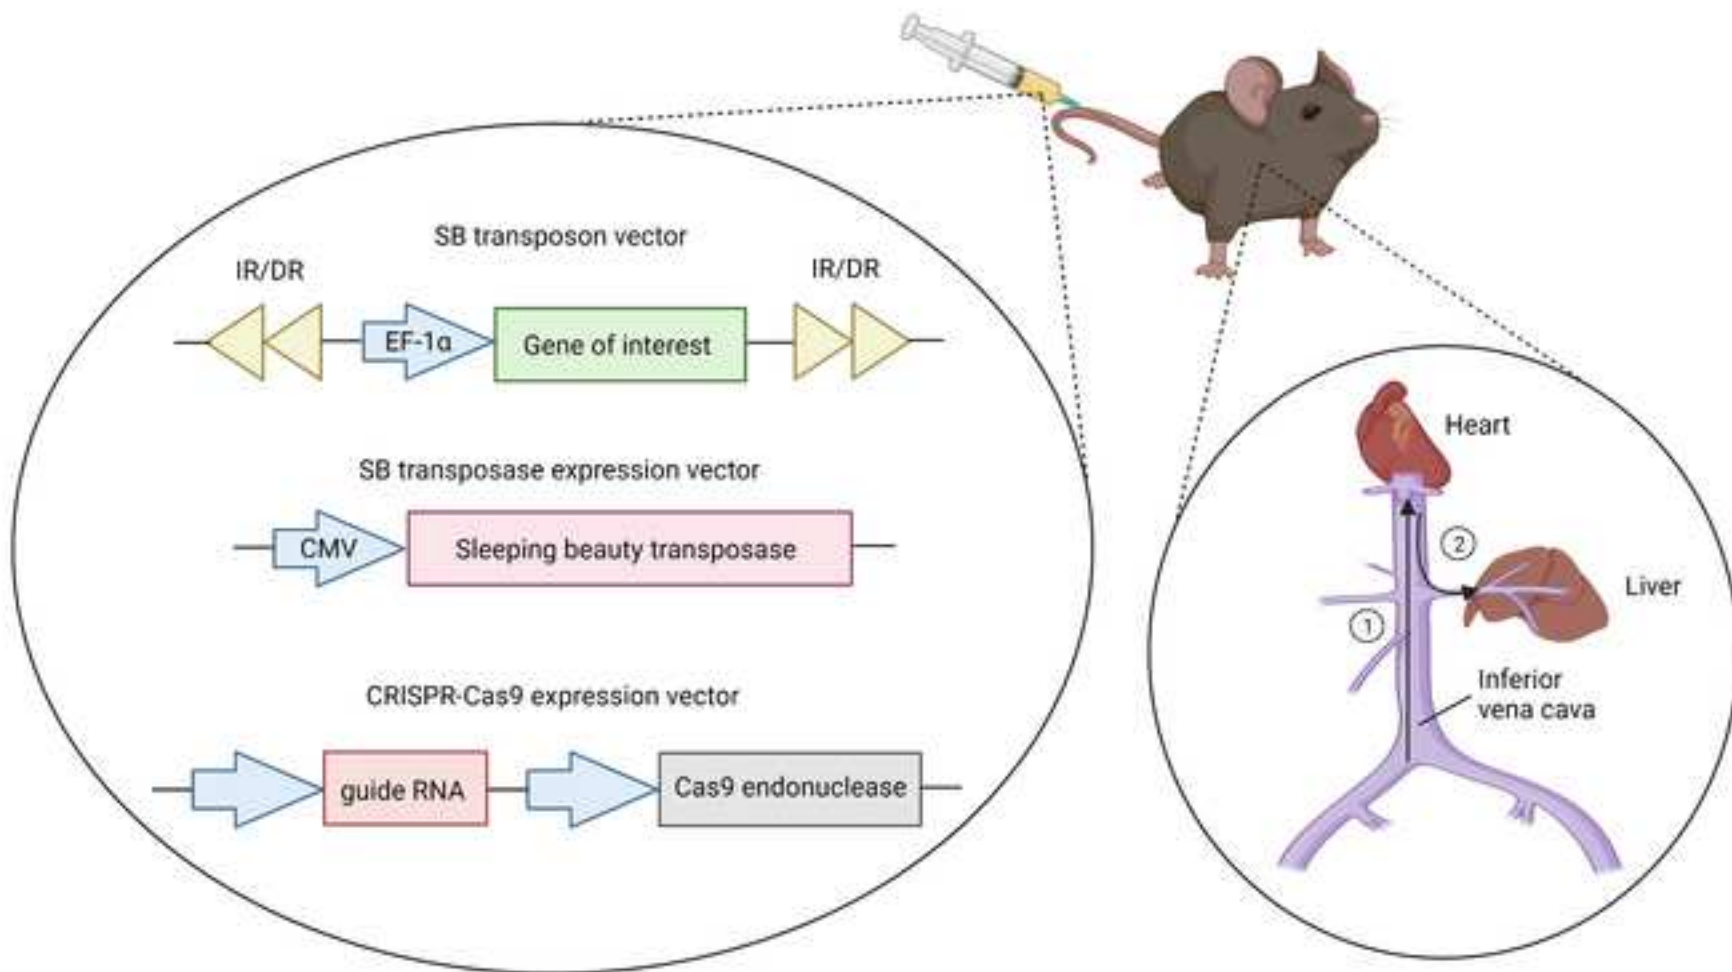 SB transposon vector
IR/DR
IR/DR
EF-1α
Gene of interest
SB transposase expression vector
CMV
Sleeping beauty transposase
CRISPR-Cas9 expression vector
guide RNA
Cas9 endonuclease
Heart
2
Liver
1
Inferior
vena cava